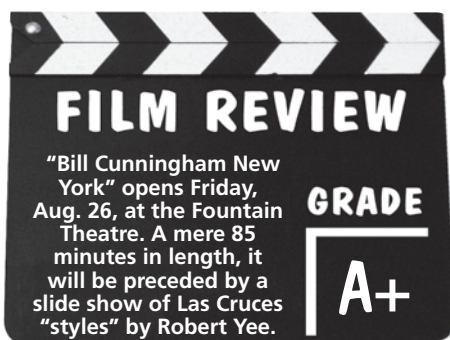 FILM REVIEW
“Bill Cunningham New
York” opens Friday,
Aug. 26, at the Fountain
Theatre. A mere 85
minutes in length, it
will be preceded by a
slide show of Las Cruces
“styles” by Robert Yee.
GRADE
A+